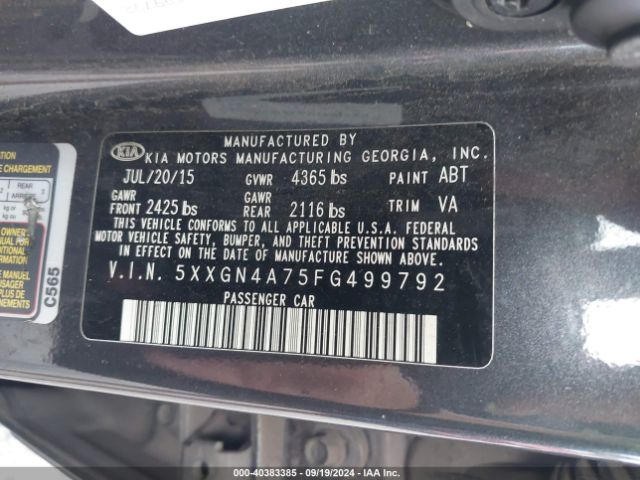 MANUFACTURED BY
KIA KIA MOTORS MANUFACTURING GEORGIA, INC.
JUL/20/15 GVWR 4365 lbs PAINT ABT
GAWR FRONT 2425 lbs GAWR REAR 2116 lbs TRIM VA
THIS VEHICLE CONFORMS TO ALL APPLICABLE U.S.A. FEDERAL
MOTOR VEHICLE SAFETY, BUMPER, AND THEFT PREVENTION STANDARDS
IN EFFECT ON THE DATE OF MANUFACTURE SHOWN ABOVE.
V.I.N. 5XXGN4A75FG499792
PASSENGER CAR
CHARGEMENT
REAR
C565
000-40383385 - 09/19/2024 - IAA Inc.